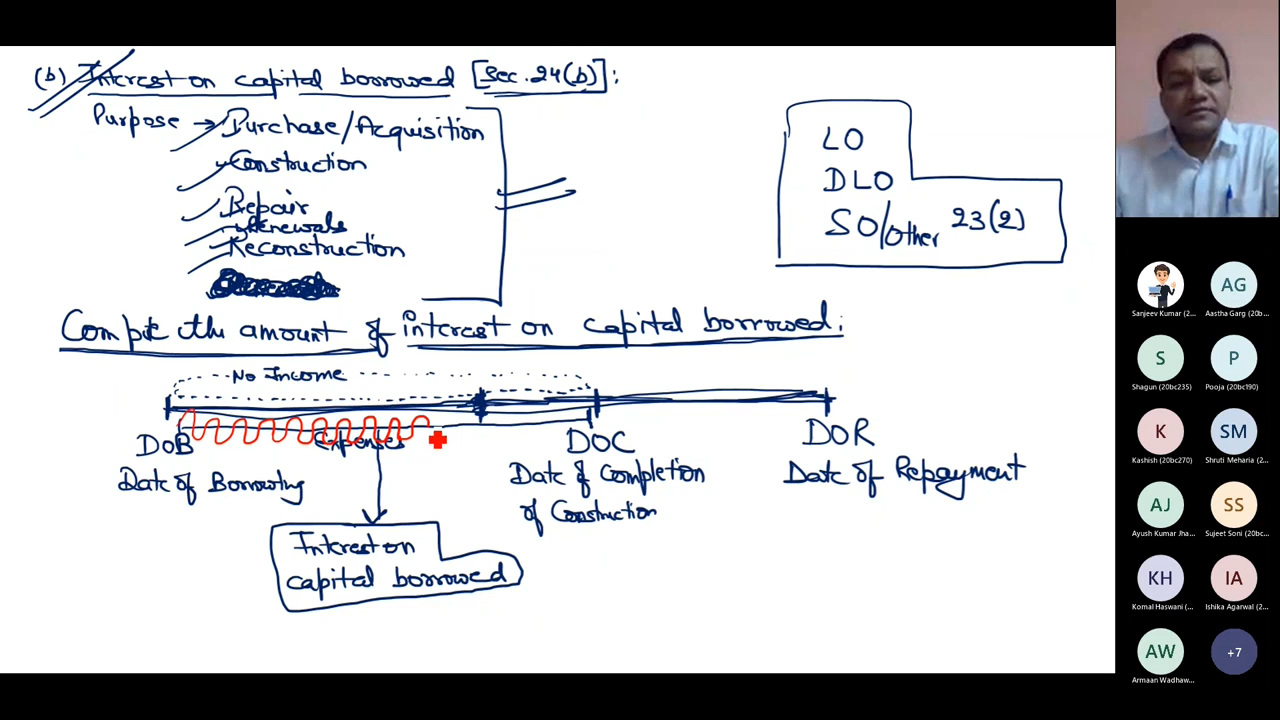 (b) Interest on capital borrowed [Sec. 24(b)]:
Purpose → Purchase/Acquisition
Construction
Repair
Renewals
Reconstruction
LO
DLO
SO/other 23(2)
Compute the amount of interest on capital borrowed:
No Income
Expenses
DOB
Date of Borrowing
DOC
Date of Completion
of Construction
DOR
Date of Repayment
Interest on
capital borrowed
Sanjeev Kumar (2...
AG
Aastha Garg (20b...
S
Shagun (20bc235)
P
Pooja (20bc190)
K
Kashish (20bc270)
SM
Shruti Meharia (2...
AJ
Ayush Kumar Jha...
SS
Sujeet Soni (20bc...
KH
Komal Haswani (...
IA
Ishika Agarwal (2...
AW
Armaan Wadhaw...
+7